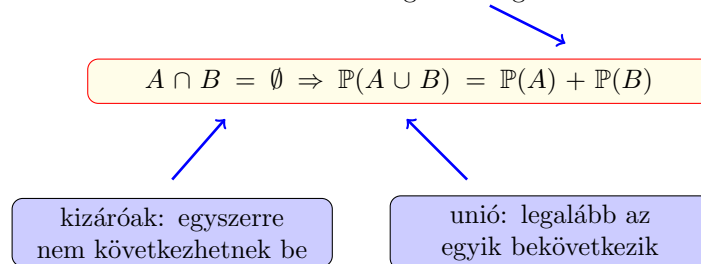 A ∩ B = ∅ ⇒ ℙ(A ∪ B) = ℙ(A) + ℙ(B)
kizáróak: egyszerre
nem következhetnek be
unió: legalább az
egyik bekövetkezik